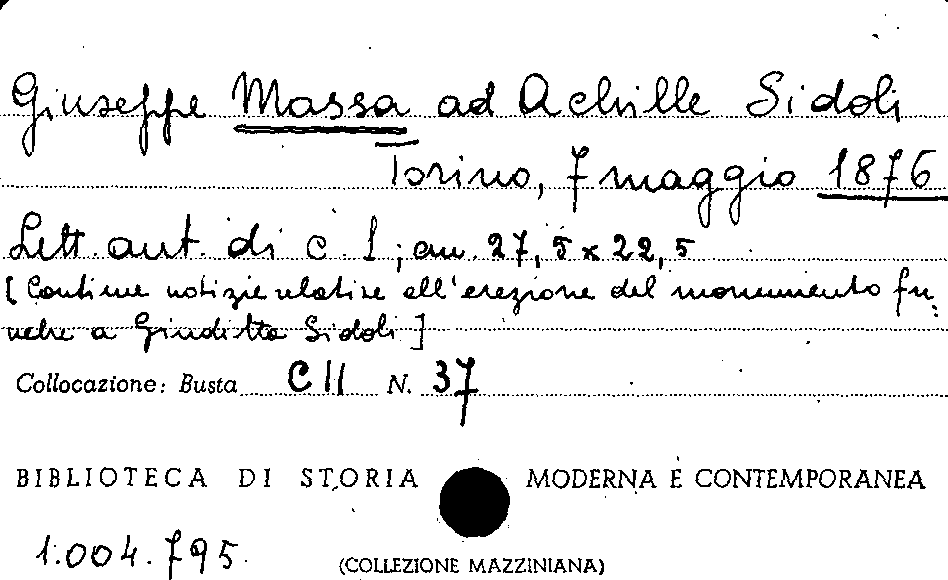 Giuseppe Massa ad Achille Sidoli
Torino, 7 maggio 1876
Lett. aut. di c. 1; cm. 27,5 x 22,5
[Contiene notizie relative all'erezione del monumento fu-
nebre a Giuditta Sidoli]
Collocazione: Busta C II N. 37
BIBLIOTECA DI STORIA MODERNA E CONTEMPORANEA
1.004.795
(COLLEZIONE MAZZINIANA)